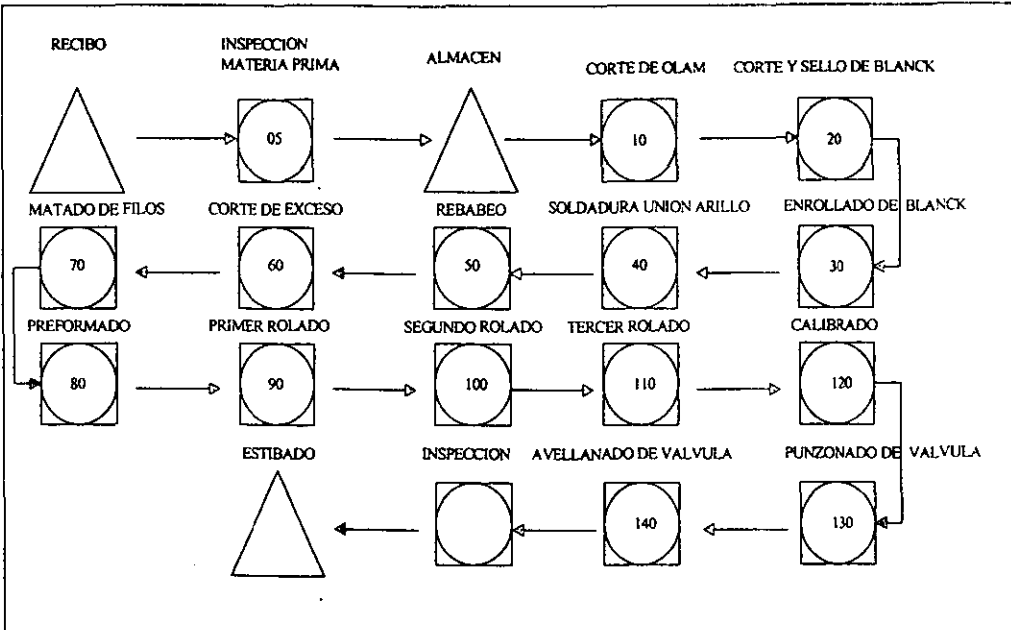 RECIBO
INSPECCION
MATERIA PRIMA
ALMACEN
CORTE DE OLAM
CORTE Y SELLO DE BLANCK
05
10
20
MATADO DE FILOS
CORTE DE EXCESO
REBABEO
SOLDADURA UNION ARILLO
ENROLLADO DE BLANCK
70
60
50
40
30
PREFORMADO
PRIMER ROLADO
SEGUNDO ROLADO
TERCER ROLADO
CALIBRADO
80
90
100
110
120
ESTIBADO
INSPECCION
AVELLANADO DE VALVULA
PUNZONADO DE VALVULA
140
130